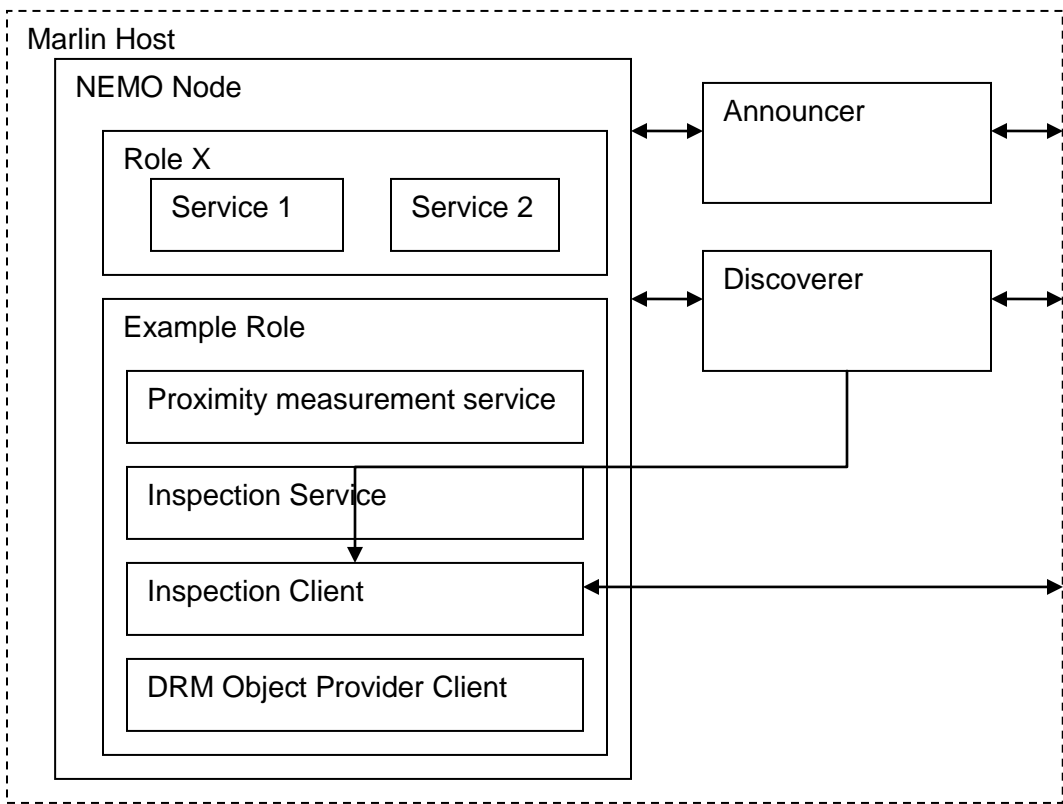 Marlin Host
NEMO Node
Announcer
Role X
Service 1
Service 2
Discoverer
Example Role
Proximity measurement service
Inspection Service
Inspection Client
DRM Object Provider Client